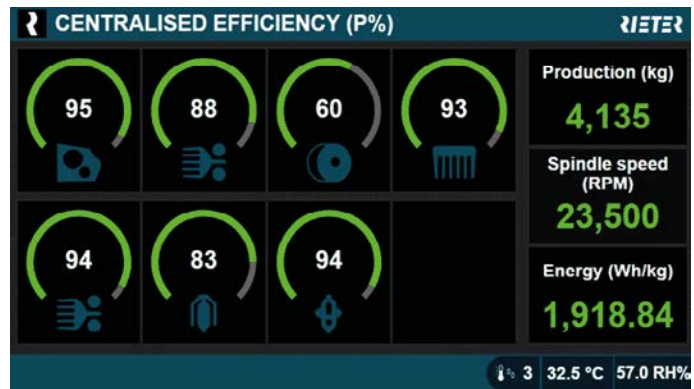 CENTRALISED EFFICIENCY (P%)
RIETER
95
88
60
93
94
83
94
Production (kg)
4,135
Spindle speed
(RPM)
23,500
Energy (Wh/kg)
1,918.84
3 32.5 °C 57.0 RH%